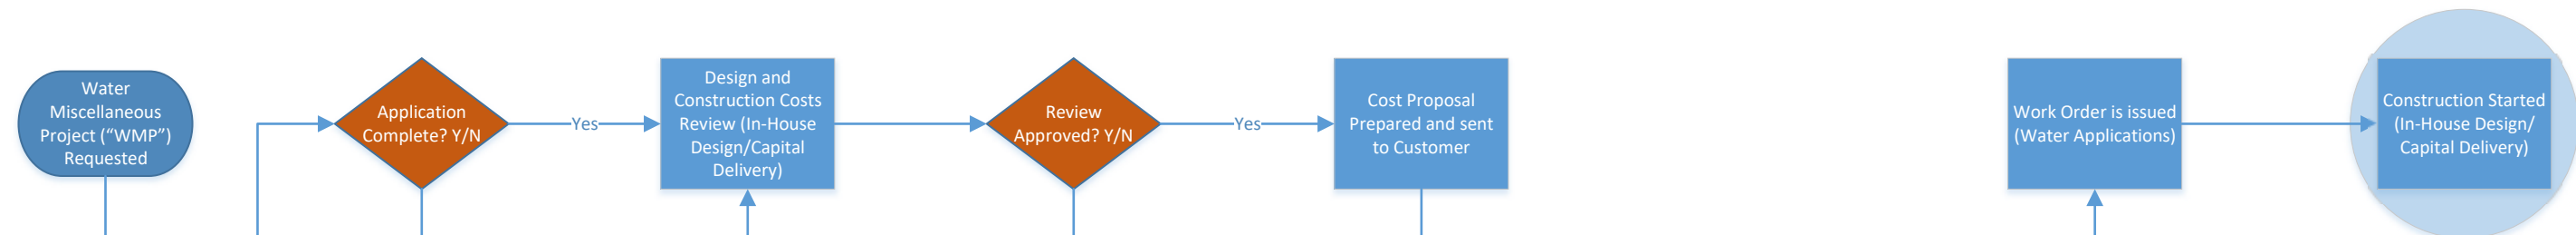 Water
Miscellaneous
Project (“WMP”)
Requested
Application
Complete? Y/N
Yes
Design and
Construction Costs
Review (In-House
Design/Capital
Delivery)
Review
Approved? Y/N
Yes
Cost Proposal
Prepared and sent
to Customer
Work Order is issued
(Water Applications)
Construction Started
(In-House Design/
Capital Delivery)